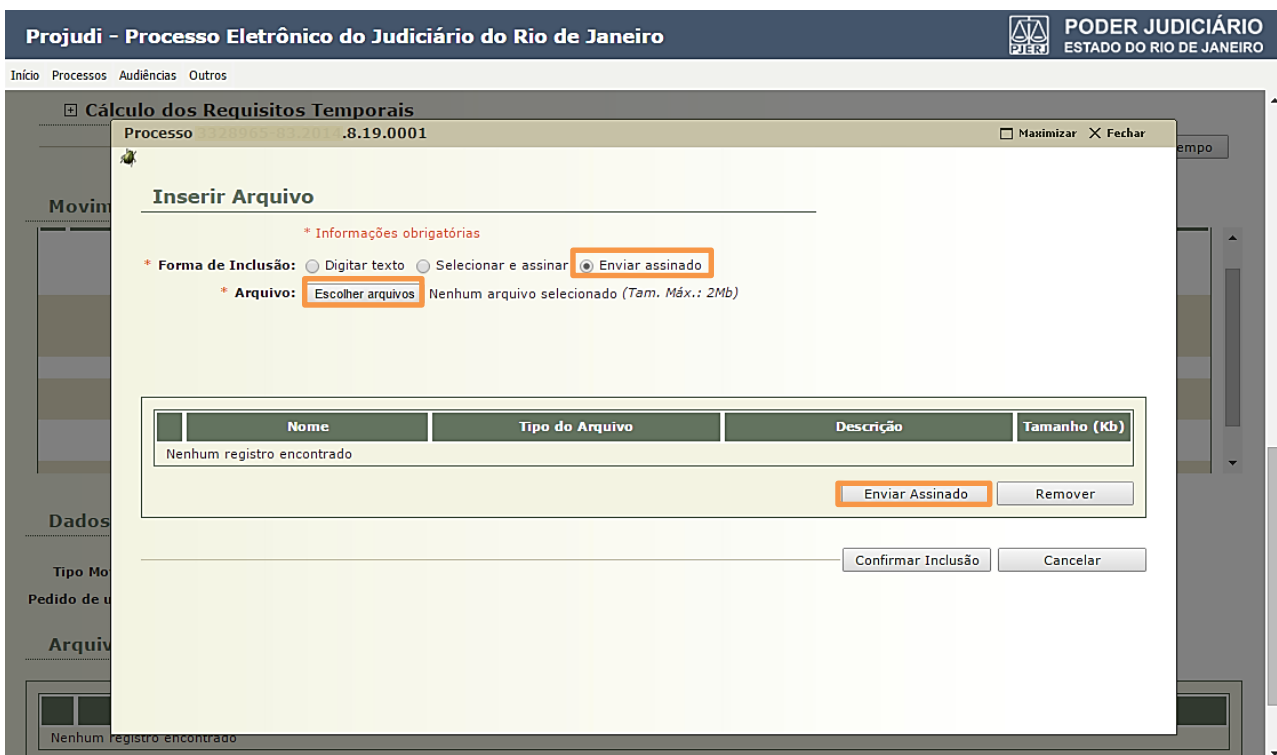 Projudi - Processo Eletrônico do Judiciário do Rio de Janeiro
PJERJ
PODER JUDICIÁRIO
ESTADO DO RIO DE JANEIRO
Início Processos Audiências Outros
Cálculo dos Requisitos Temporais
Processo 3328965-83.2014.8.19.0001 Maximizar Fechar
empo
Inserir Arquivo
Movim
* Informações obrigatórias
* Forma de Inclusão: Digitar texto Selecionar e assinar Enviar assinado
* Arquivo: Escolher arquivos Nenhum arquivo selecionado (Tam. Máx.: 2Mb)
Nome Tipo do Arquivo Descrição Tamanho (Kb)
Nenhum registro encontrado
Enviar Assinado Remover
Dados
Confirmar Inclusão Cancelar
Tipo Mo
Pedido de u
Arquiv
Nenhum registro encontrado